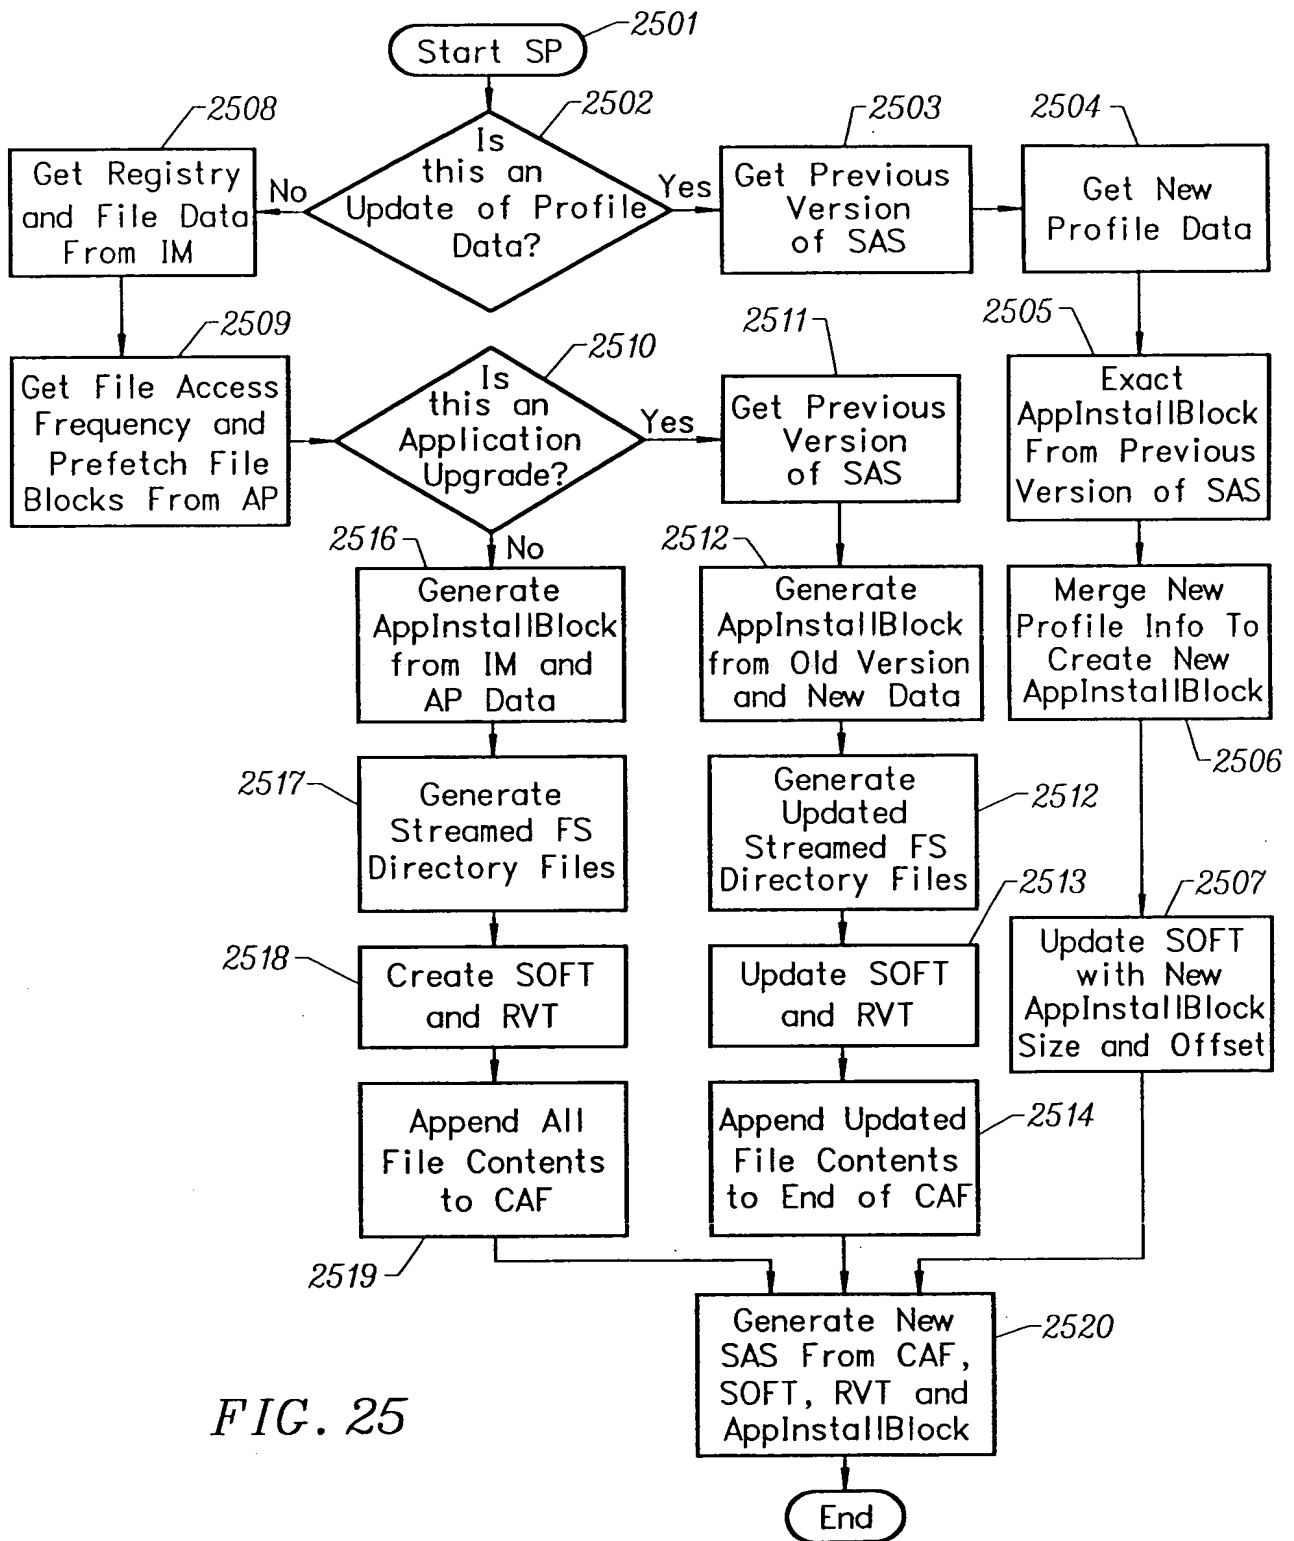 Start SP
2501
2502
Is
this an
Update of Profile
Data?
No
Yes
2508
Get Registry
and File Data
From IM
2503
Get Previous
Version
of SAS
2504
Get New
Profile Data
2509
Get File Access
Frequency and
Prefetch File
Blocks From AP
2510
Is
this an
Application
Upgrade?
Yes
No
2511
Get Previous
Version
of SAS
2505
Exact
AppInstallBlock
From Previous
Version of SAS
2516
Generate
AppInstallBlock
from IM and
AP Data
2512
Generate
AppInstallBlock
from Old Version
and New Data
Merge New
Profile Info To
Create New
AppInstallBlock
2506
2517
Generate
Streamed FS
Directory Files
Generate
Updated
Streamed FS
Directory Files
2512
2518
Create SOFT
and RVT
2513
Update SOFT
and RVT
2507
Update SOFT
with New
AppInstallBlock
Size and Offset
Append All
File Contents
to CAF
2519
Append Updated
File Contents
to End of CAF
2514
Generate New
SAS From CAF,
SOFT, RVT and
AppInstallBlock
2520
End
FIG. 25